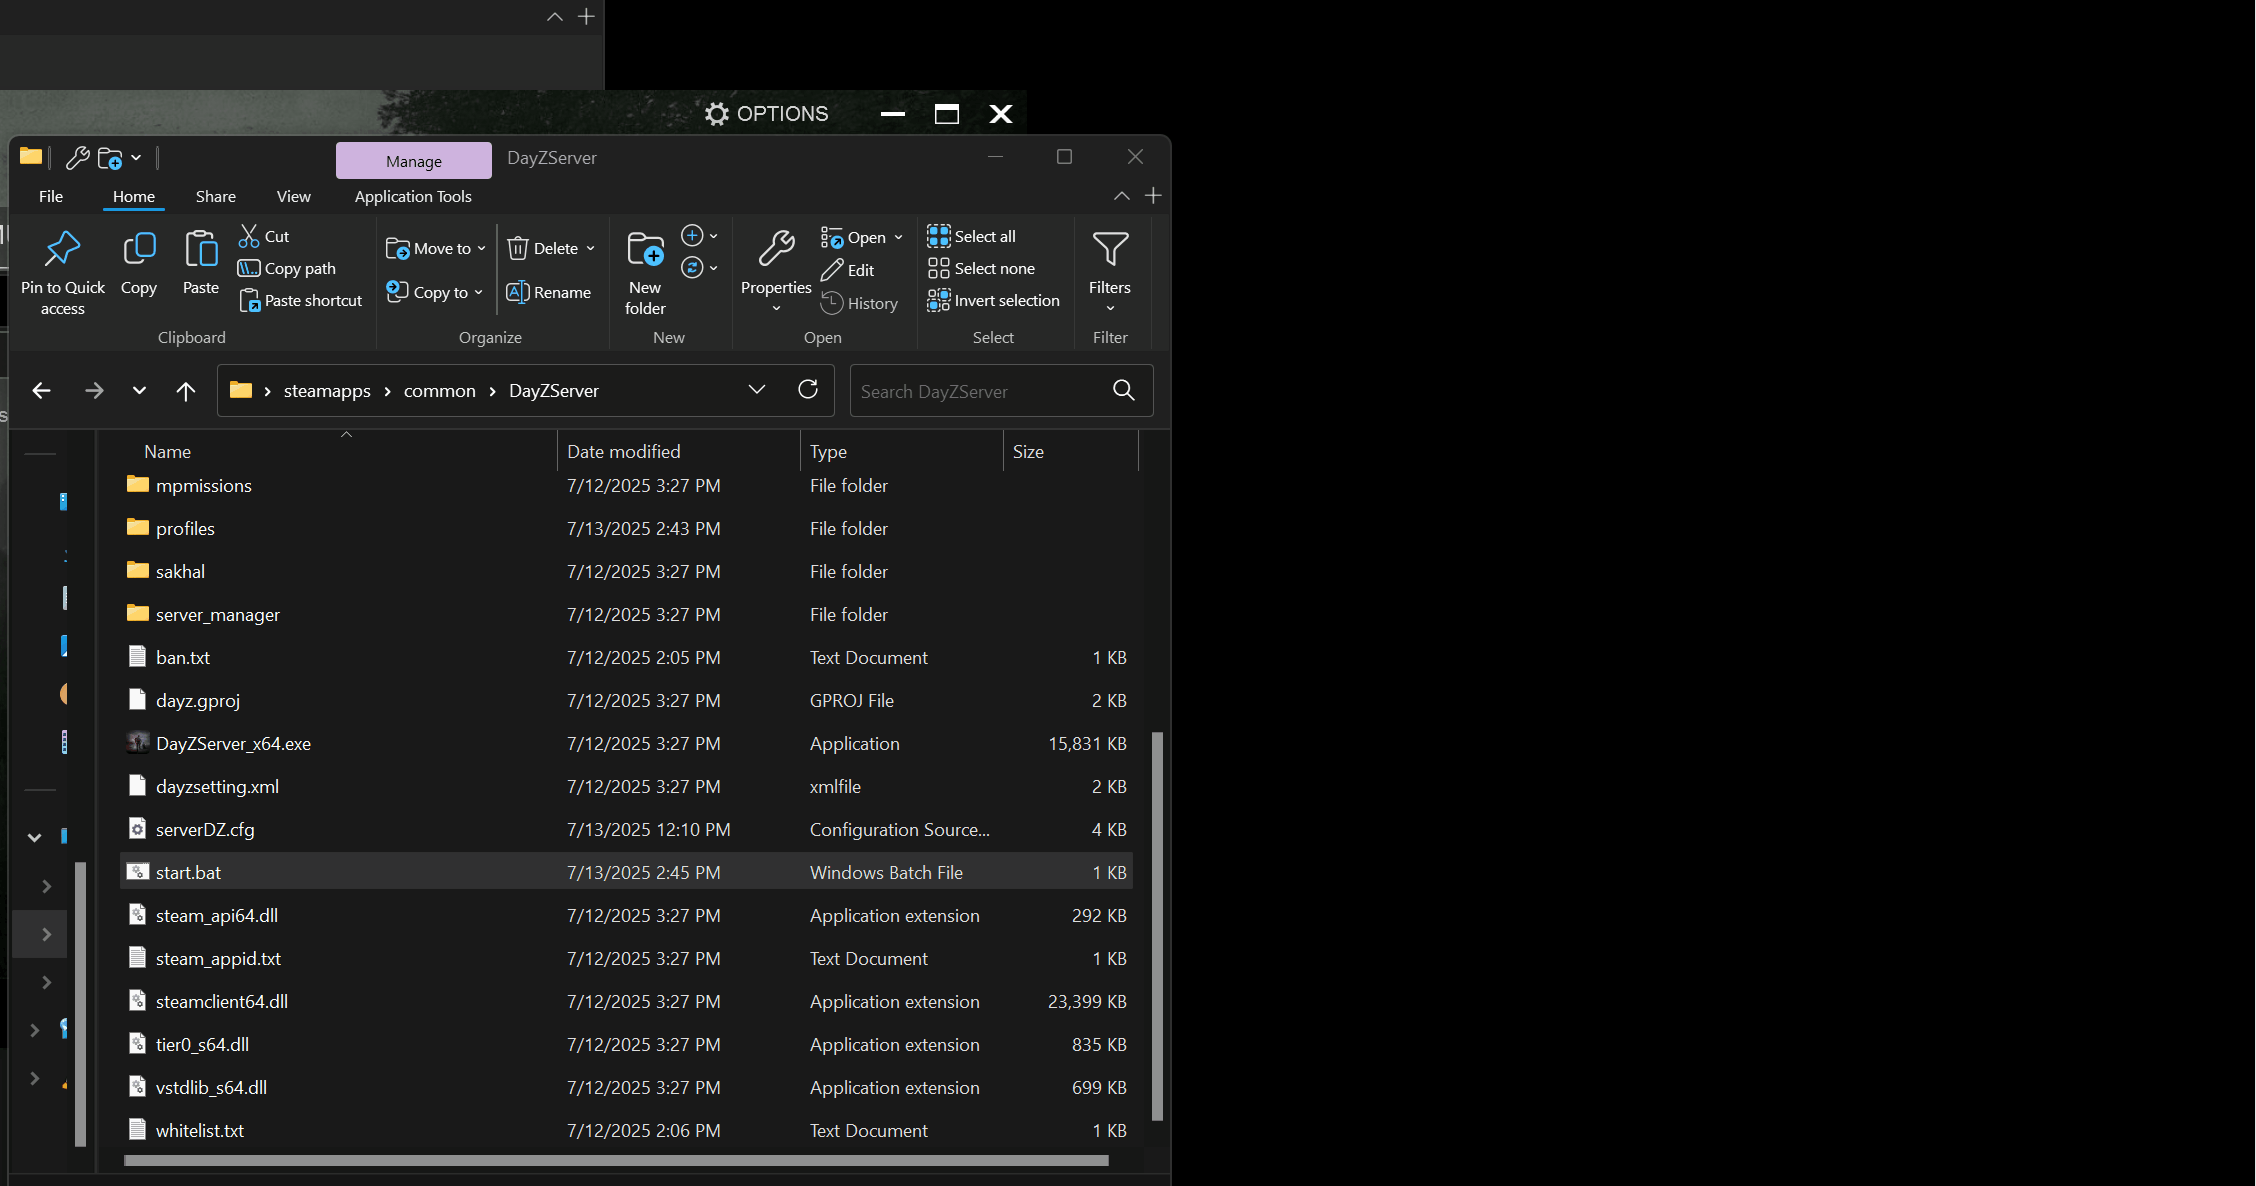 OPTIONS
Manage
DayZServer
File Home Share View Application Tools
Pin to Quick access
Copy
Paste
Cut
Copy path
Paste shortcut
Clipboard
Move to
Copy to
Delete
Rename
Organize
New folder
New
Properties
Open
Edit
History
Open
Select all
Select none
Invert selection
Select
Filters
Filter
steamapps > common > DayZServer
Search DayZServer
Name Date modified Type Size
mpmissions 7/12/2025 3:27 PM File folder
profiles 7/13/2025 2:43 PM File folder
sakhal 7/12/2025 3:27 PM File folder
server_manager 7/12/2025 3:27 PM File folder
ban.txt 7/12/2025 2:05 PM Text Document 1 KB
dayz.gproj 7/12/2025 3:27 PM GPROJ File 2 KB
DayZServer_x64.exe 7/12/2025 3:27 PM Application 15,831 KB
dayzsetting.xml 7/12/2025 3:27 PM xmlfile 2 KB
serverDZ.cfg 7/13/2025 12:10 PM Configuration Source... 4 KB
start.bat 7/13/2025 2:45 PM Windows Batch File 1 KB
steam_api64.dll 7/12/2025 3:27 PM Application extension 292 KB
steam_appid.txt 7/12/2025 3:27 PM Text Document 1 KB
steamclient64.dll 7/12/2025 3:27 PM Application extension 23,399 KB
tier0_s64.dll 7/12/2025 3:27 PM Application extension 835 KB
vstdlib_s64.dll 7/12/2025 3:27 PM Application extension 699 KB
whitelist.txt 7/12/2025 2:06 PM Text Document 1 KB